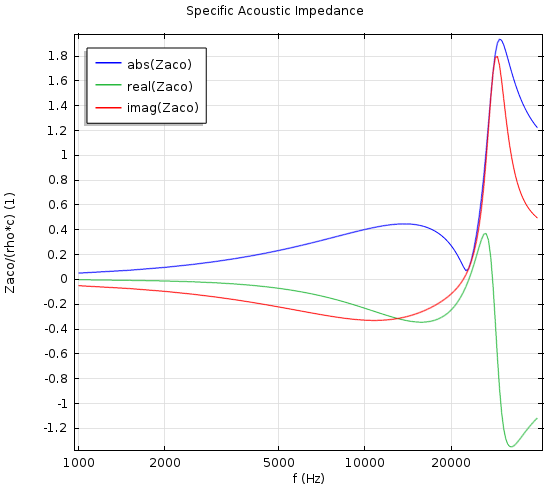 Specific Acoustic Impedance
abs(Zaco)
real(Zaco)
imag(Zaco)
Zaco/(rho*c) (1)
1.8
1.6
1.4
1.2
1
0.8
0.6
0.4
0.2
0
-0.2
-0.4
-0.6
-0.8
-1
-1.2
1000 2000 5000 10000 20000
f (Hz)